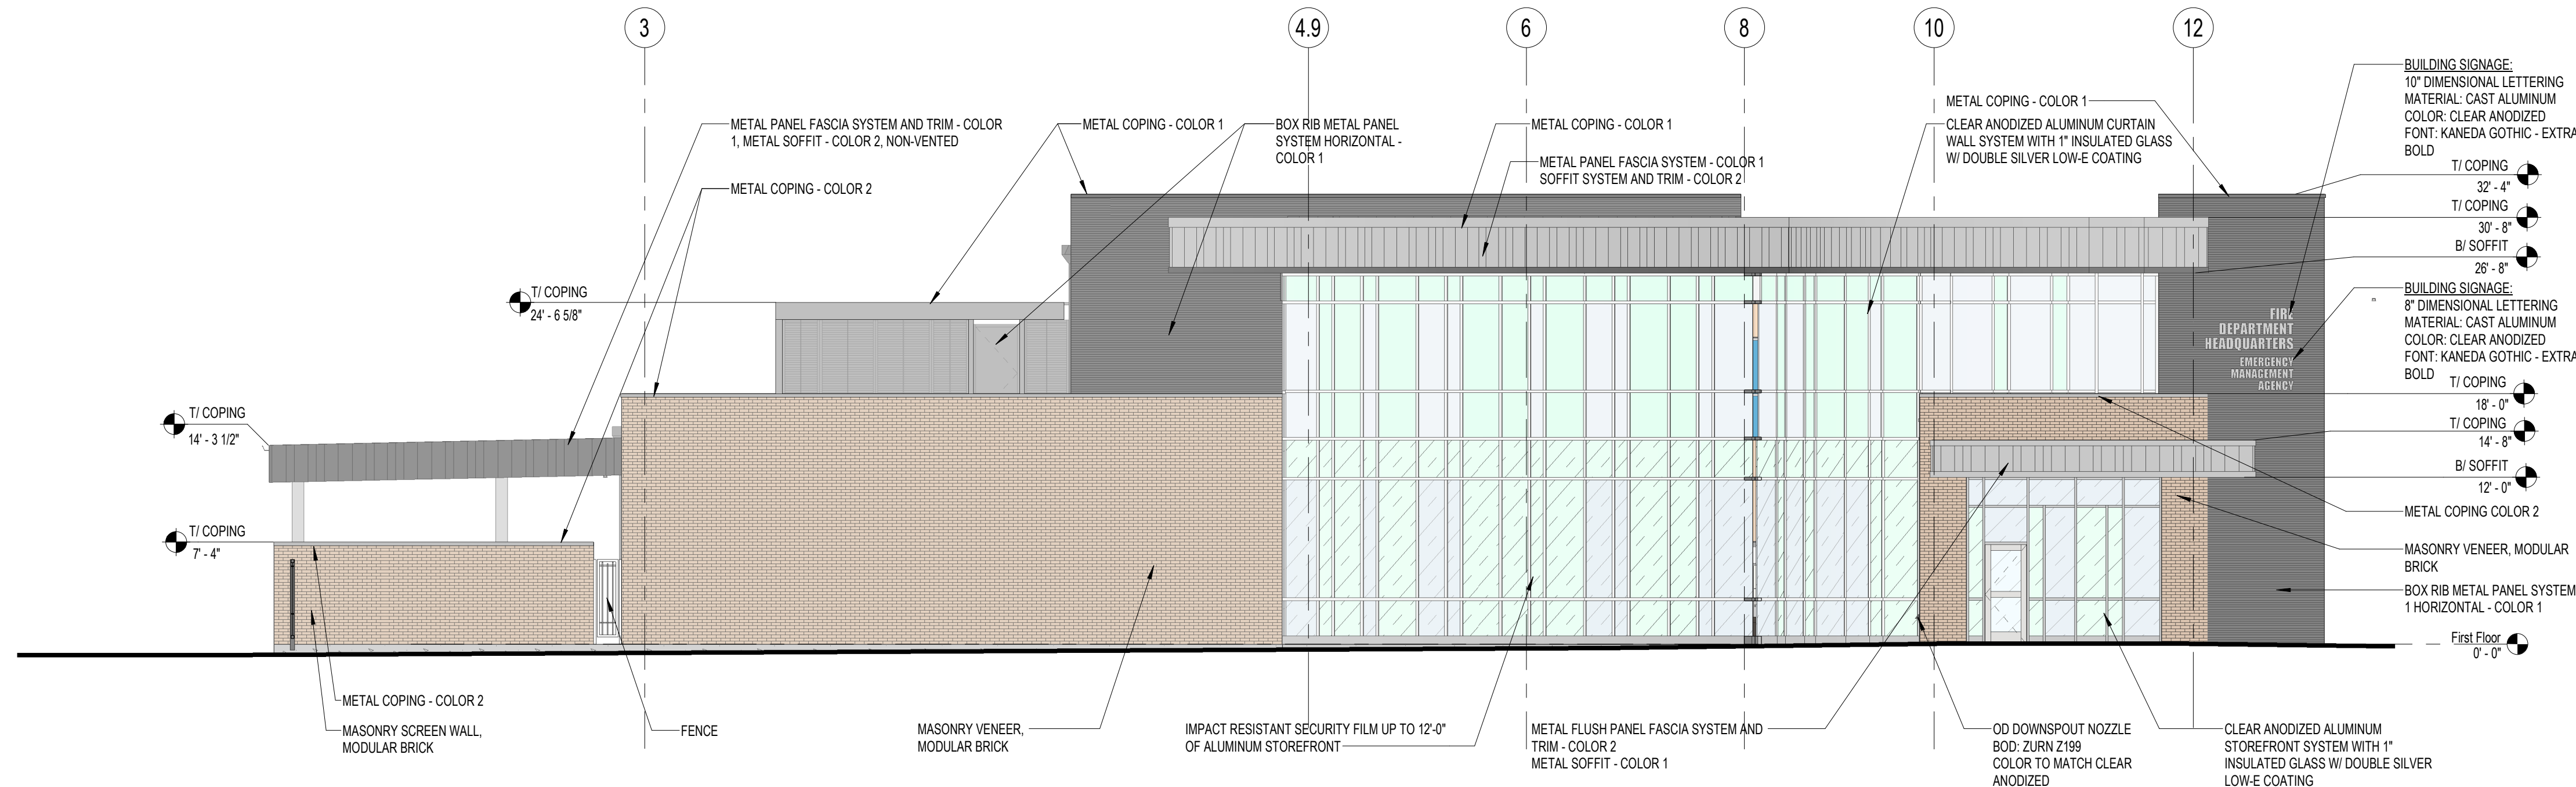 3
4.9
6
8
10
12
METAL PANEL FASCIA SYSTEM AND TRIM - COLOR
1, METAL SOFFIT - COLOR 2, NON-VENTED
METAL COPING - COLOR 2
METAL COPING - COLOR 1
BOX RIB METAL PANEL
SYSTEM HORIZONTAL -
COLOR 1
METAL COPING - COLOR 1
METAL PANEL FASCIA SYSTEM - COLOR 1
SOFFIT SYSTEM AND TRIM - COLOR 2
METAL COPING - COLOR 1
CLEAR ANODIZED ALUMINUM CURTAIN
WALL SYSTEM WITH 1" INSULATED GLASS
W/ DOUBLE SILVER LOW-E COATING
BUILDING SIGNAGE:
10" DIMENSIONAL LETTERING
MATERIAL: CAST ALUMINUM
COLOR: CLEAR ANODIZED
FONT: KANEDA GOTHIC - EXTRA
BOLD
T/ COPING
32' - 4"
T/ COPING
30' - 8"
B/ SOFFIT
26' - 8"
BUILDING SIGNAGE:
8" DIMENSIONAL LETTERING
MATERIAL: CAST ALUMINUM
COLOR: CLEAR ANODIZED
FONT: KANEDA GOTHIC - EXTRA
BOLD
T/ COPING
18' - 0"
T/ COPING
14' - 8"
B/ SOFFIT
12' - 0"
METAL COPING COLOR 2
MASONRY VENEER, MODULAR
BRICK
BOX RIB METAL PANEL SYSTEM
1 HORIZONTAL - COLOR 1
First Floor
0' - 0"
FIRE
DEPARTMENT
HEADQUARTERS
EMERGENCY
MANAGEMENT
AGENCY
T/ COPING
24' - 6 5/8"
T/ COPING
14' - 3 1/2"
T/ COPING
7' - 4"
METAL COPING - COLOR 2
MASONRY SCREEN WALL,
MODULAR BRICK
FENCE
MASONRY VENEER,
MODULAR BRICK
IMPACT RESISTANT SECURITY FILM UP TO 12'-0"
OF ALUMINUM STOREFRONT
METAL FLUSH PANEL FASCIA SYSTEM AND
TRIM - COLOR 2
METAL SOFFIT - COLOR 1
OD DOWNSPOUT NOZZLE
BOD: ZURN Z199
COLOR TO MATCH CLEAR
ANODIZED
CLEAR ANODIZED ALUMINUM
STOREFRONT SYSTEM WITH 1"
INSULATED GLASS W/ DOUBLE SILVER
LOW-E COATING